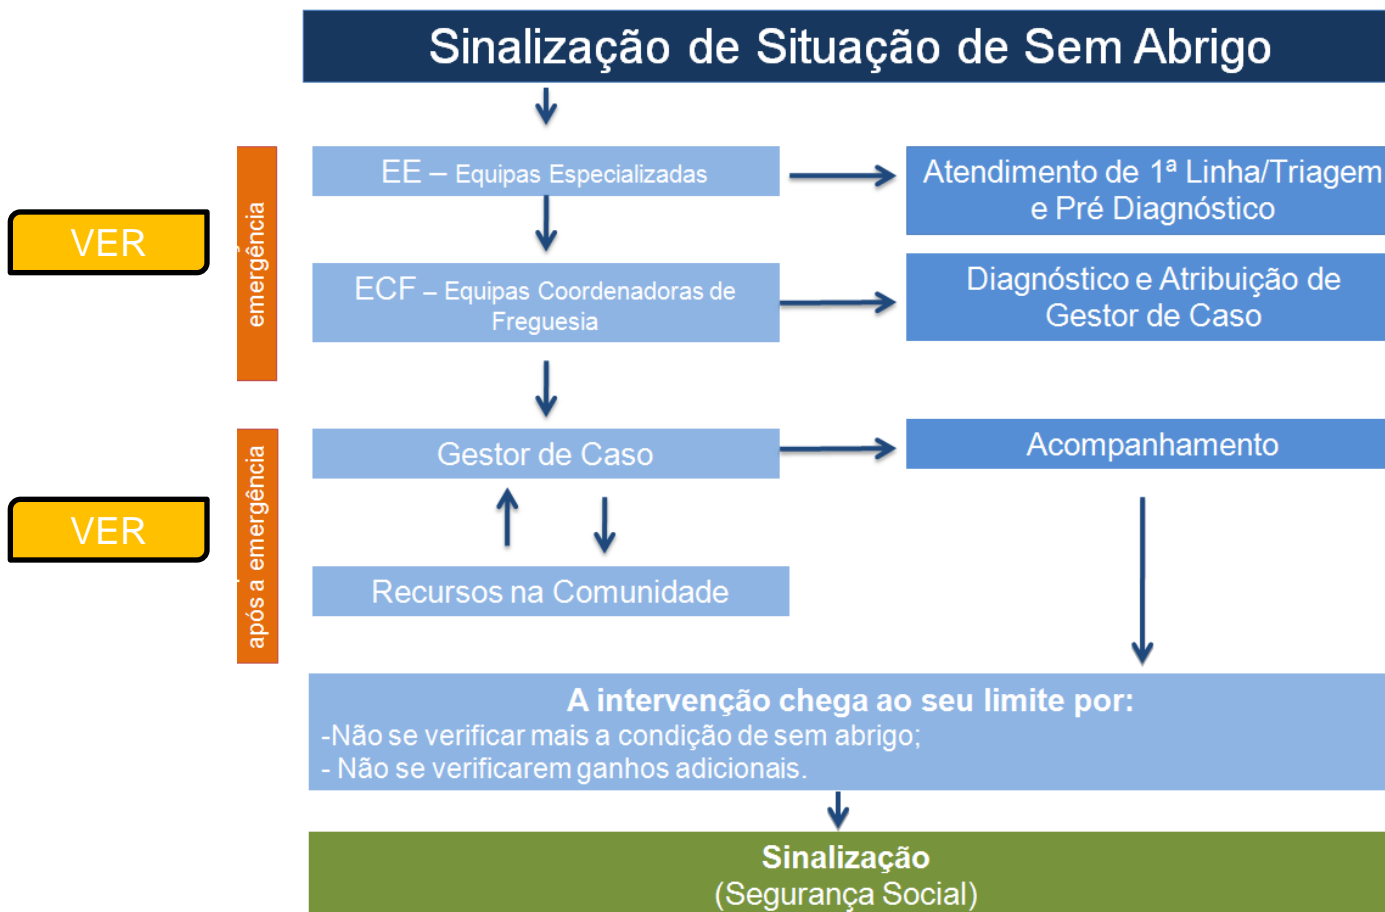 Sinalização de Situação de Sem Abrigo
EE – Equipas Especializadas
Atendimento de 1ª Linha/Triagem
e Pré Diagnóstico
VER
emergência
ECF – Equipas Coordenadoras de
Freguesia
Diagnóstico e Atribuição de
Gestor de Caso
Gestor de Caso
Acompanhamento
VER
após a emergência
Recursos na Comunidade
A intervenção chega ao seu limite por:
-Não se verificar mais a condição de sem abrigo;
- Não se verificarem ganhos adicionais.
Sinalização
(Segurança Social)